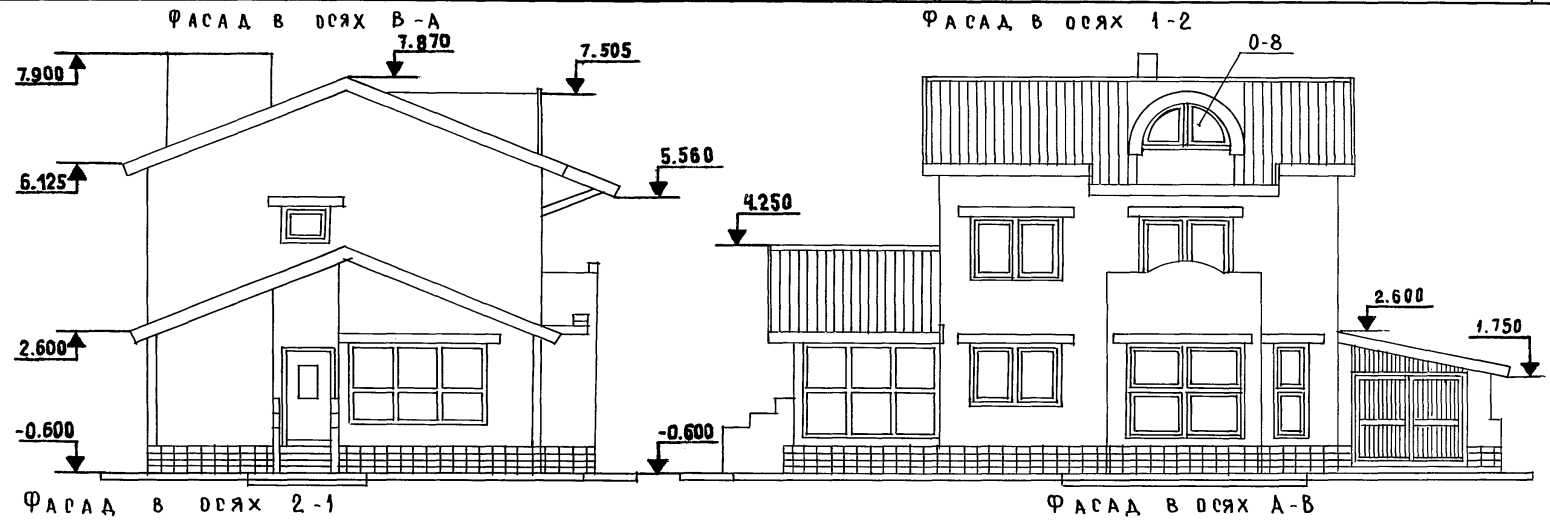 Фасад в осях В-А
Фасад в осях 1-2
7.870
7.505
О-8
7.900
6.125
5.560
4.250
2.600
1.750
2.600
-0.600
-0.600
Фасад в осях 2-1
Фасад в осях А-В